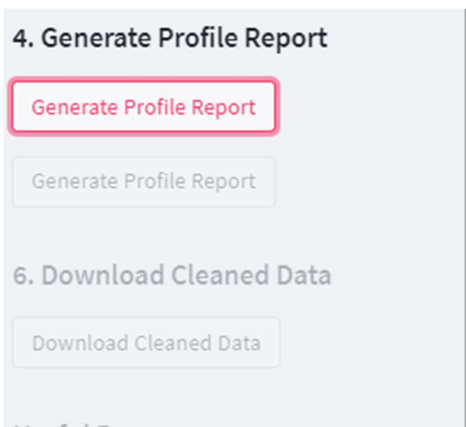 4. Generate Profile Report
Generate Profile Report
Generate Profile Report
6. Download Cleaned Data
Download Cleaned Data